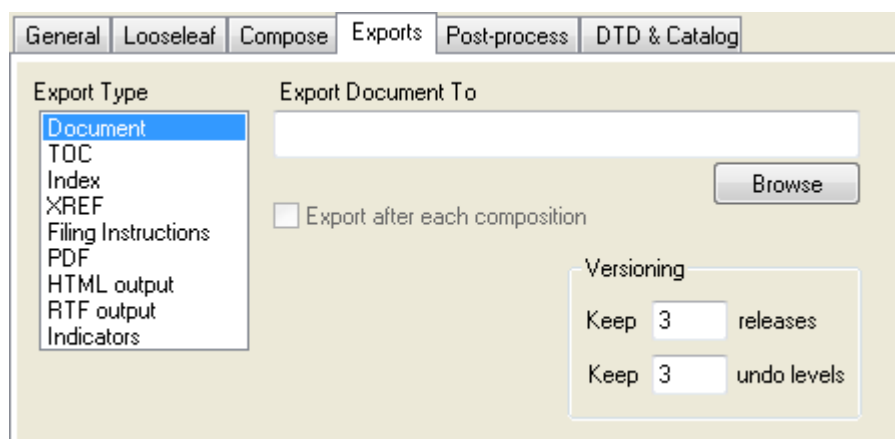 General Looseleaf Compose Exports Post-process DTD & Catalog
Export Type
Document
TOC
Index
XREF
Filing Instructions
PDF
HTML output
RTF output
Indicators
Export Document To
Browse
Export after each composition
Versioning
Keep 3 releases
Keep 3 undo levels